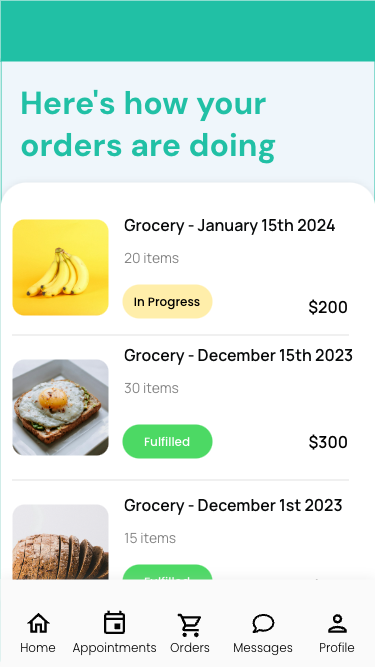 Here's how your
orders are doing
Grocery - January 15th 2024
20 items
In Progress
$200
Grocery - December 15th 2023
30 items
Fulfilled
$300
Grocery - December 1st 2023
15 items
Home
Appointments
Orders
Messages
Profile